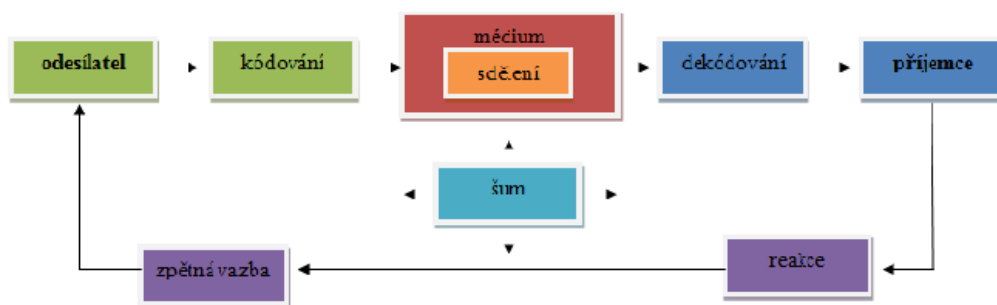 odesílatel
kódování
médium
sdělení
dekódování
příjemce
šum
zpětná vazba
reakce